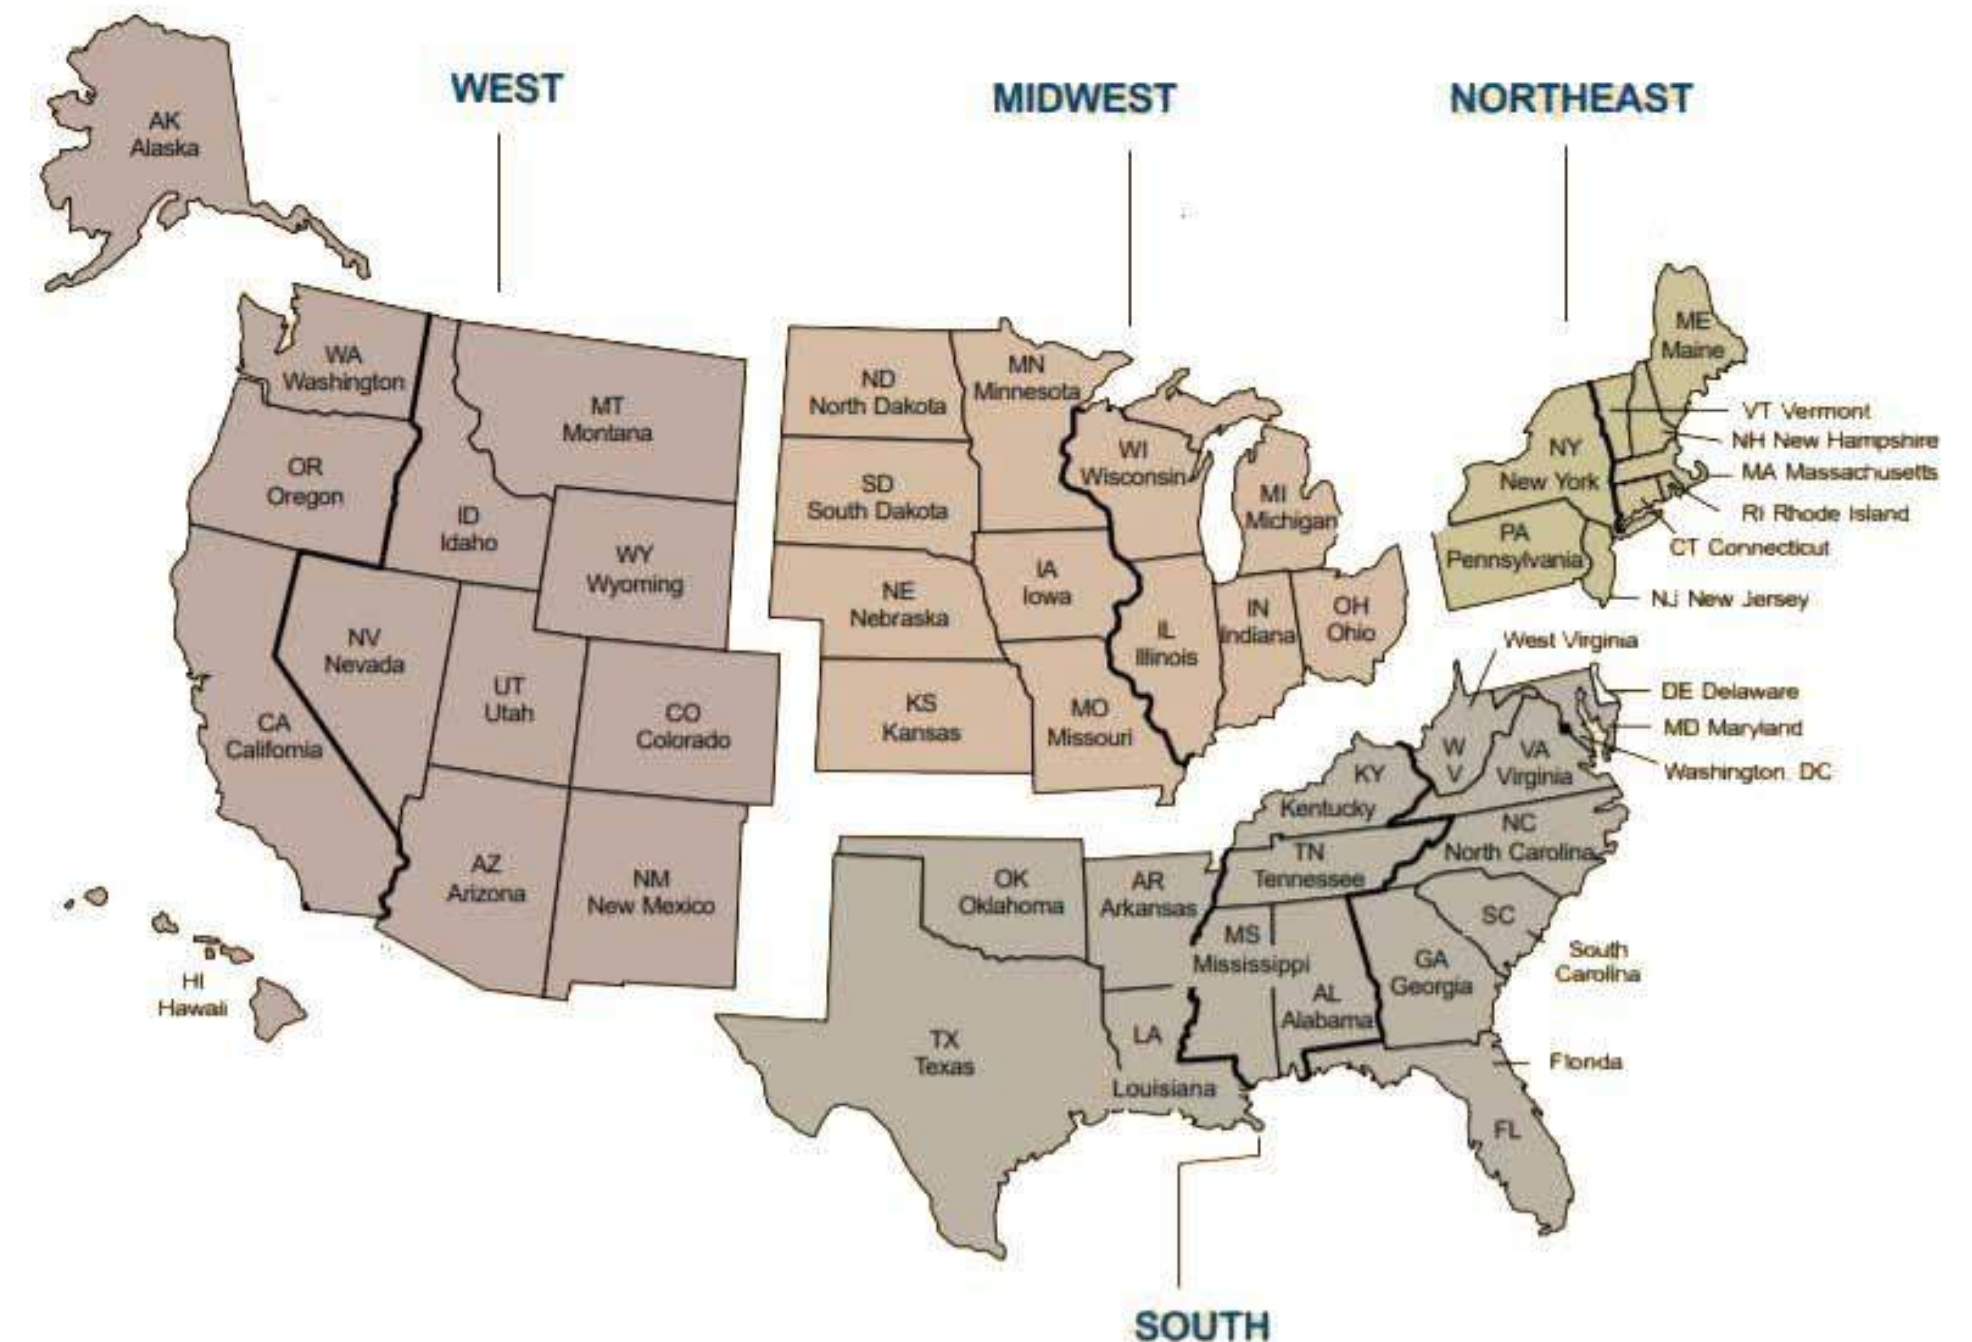 WEST
MIDWEST
NORTHEAST
AK
Alaska
WA
Washington
MT
Montana
OR
Oregon
ID
Idaho
WY
Wyoming
NV
Nevada
UT
Utah
CO
Colorado
CA
California
AZ
Arizona
NM
New Mexico
HI
Hawaii
ND
North Dakota
MN
Minnesota
SD
South Dakota
WI
Wisconsin
MI
Michigan
NE
Nebraska
IA
Iowa
IL
Illinois
IN
Indiana
OH
Ohio
KS
Kansas
MO
Missouri
ME
Maine
VT Vermont
NH New Hampshire
MA Massachusetts
NY
New York
RI Rhode Island
PA
Pennsylvania
CT Connecticut
NJ New Jersey
West Virginia
DE Delaware
MD Maryland
Washington, DC
W
V
VA
Virginia
KY
Kentucky
NC
North Carolina
TN
Tennessee
OK
Oklahoma
AR
Arkansas
SC
South
Carolina
MS
Mississippi
GA
Georgia
AL
Alabama
TX
Texas
LA
Louisiana
Florida
FL
SOUTH